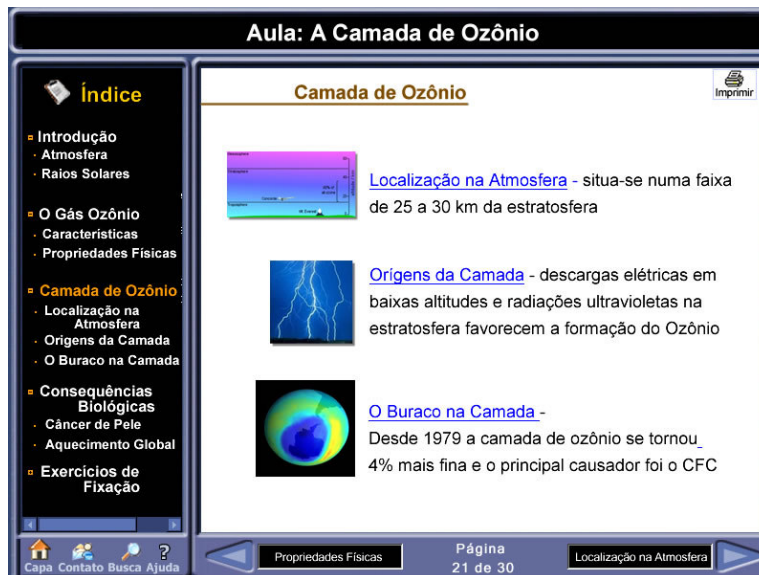 Aula: A Camada de Ozônio
Índice
Introdução
Atmosfera
Raios Solares
O Gás Ozônio
Características
Propriedades Físicas
Camada de Ozônio
Localização na
Atmosfera
Origens da Camada
O Buraco na Camada
Consequências
Biológicas
Câncer de Pele
Aquecimento Global
Exercícios de
Fixação
Capa Contato Busca Ajuda
Camada de Ozônio
Imprimir
Localização na Atmosfera - situa-se numa faixa
de 25 a 30 km da estratosfera
Orígens da Camada - descargas elétricas em
baixas altitudes e radiações ultravioletas na
estratosfera favorecem a formação do Ozônio
O Buraco na Camada -
Desde 1979 a camada de ozônio se tornou
4% mais fina e o principal causador foi o CFC
Propriedades Físicas
Página
21 de 30
Localização na Atmosfera